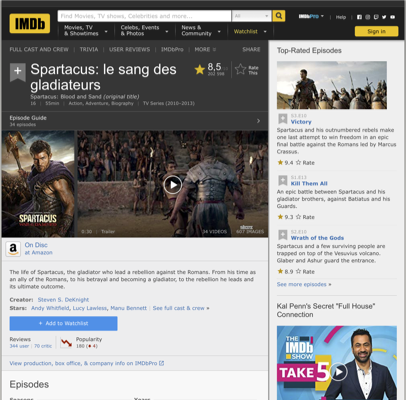 IMDb
Find Movies, TV shows, Celebrities and more...
All
IMDbPro
Help
Movies, TV & Showtimes
Celebs, Events & Photos
News & Community
Watchlist
Sign in
FULL CAST AND CREW | TRIVIA | USER REVIEWS | IMDbPro | MORE
SHARE
Spartacus: le sang des gladiateurs
8,5
Rate This
Spartacus: Blood and Sand (original title)
16 | 55min | Action, Adventure, Biography | TV Series (2010–2013)
Episode Guide
SPARTACUS
0:30 | Trailer
34 VIDEOS
607 IMAGES
On Disc
at Amazon
The life of Spartacus, the gladiator who lead a rebellion against the Romans. From his time as
an ally of the Romans, to his betrayal and becoming a gladiator, to the rebellion he leads and
its ultimate outcome.
Creator: Steven S. DeKnight
Stars: Andy Whitfield, Lucy Lawless, Manu Bennett | See full cast & crew »
+ Add to Watchlist
Reviews
Popularity
View production, box office, & company info on IMDbPro
Episodes
Seasons
Years
Top-Rated Episodes
S3.E10
Victory
Spartacus and his outnumbered rebels make
one last attempt to win freedom in an epic
final battle against the Romans led by Marcus
Crassus.
9.4 Rate
S1.E13
Kill Them All
An epic battle between Spartacus and his
gladiator brothers, against Batiatus and his
Guards.
9.3 Rate
S2.E10
Wrath of the Gods
Spartacus and a few surviving people are
trapped on top of the Vesuvius volcano.
Glaber and Ashur guard the entrance.
8.9 Rate
See more episodes »
Kal Penn's Secret "Full House" Connection
THE IMDb SHOW
TAKE 5